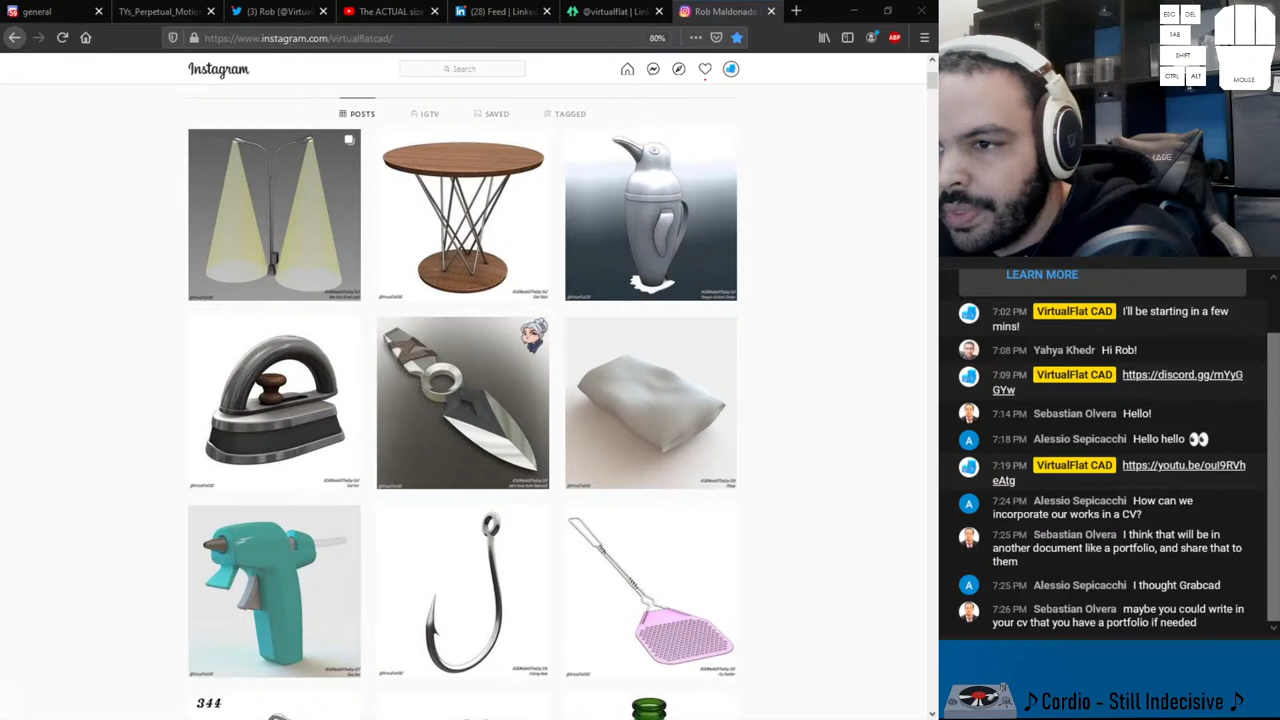 general
TYs_Perpetual_Motion
(3) Rob (@Virtual
The ACTUAL size
(28) Feed | Linke
@virtualflat | Lin
Rob Maldonado
https://www.instagram.com/virtualflatcad/
80%
ABP
Instagram
Search
POSTS
IGTV
SAVED
TAGGED
344
ESC
DEL
TAB
SHIFT
CTRL
ALT
MOUSE
LEARN MORE
7:02 PM VirtualFlat CAD I'll be starting in a few
mins!
7:08 PM Yahya Khedr Hi Rob!
7:09 PM VirtualFlat CAD https://discord.gg/mYyG
GYw
7:14 PM Sebastian Olvera Hello!
7:18 PM Alessio Sepicacchi Hello hello 👀
7:19 PM VirtualFlat CAD https://youtu.be/ouI9RVh
eAtg
7:24 PM Alessio Sepicacchi How can we
incorporate our works in a CV?
7:25 PM Sebastian Olvera I think that will be in
another document like a portfolio, and share that to
them
7:25 PM Alessio Sepicacchi I thought Grabcad
7:26 PM Sebastian Olvera maybe you could write in
your cv that you have a portfolio if needed
♪ Cordio - Still Indecisive ♪